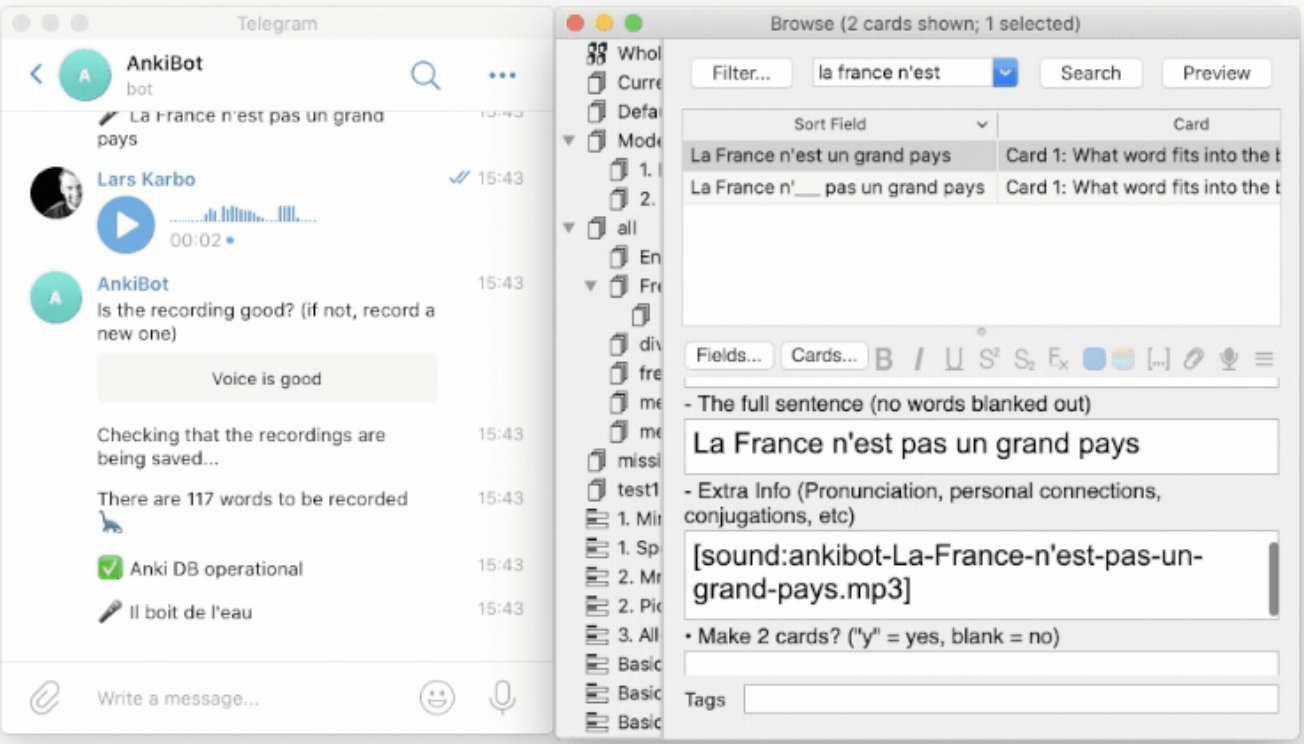 Telegram
A
AnkiBot
bot
La France n'est pas un grand
pays
15:43
Lars Karbo
15:43
00:02
A
AnkiBot
15:43
Is the recording good? (if not, record a
new one)
Voice is good
Checking that the recordings are
being saved...
15:43
There are 117 words to be recorded
15:43
Anki DB operational
15:43
Il boit de l'eau
15:43
Write a message...
Browse (2 cards shown; 1 selected)
Whol
Curre
Defa
Mode
1.
2.
all
En
Fre
div
fre
me
me
missi
test1
1. Mir
1. Sp
2. Mr
2. Pic
3. All
Basic
Basic
Basic
Filter...
la france n'est
Search
Preview
Sort Field
Card
La France n'est un grand pays
Card 1: What word fits into the b
La France n'___ pas un grand pays
Card 1: What word fits into the b
Fields...
Cards...
B I U S² S₂ Eₓ [...]
- The full sentence (no words blanked out)
La France n'est pas un grand pays
- Extra Info (Pronunciation, personal connections,
conjugations, etc)
[sound:ankibot-La-France-n'est-pas-un-
grand-pays.mp3]
• Make 2 cards? ("y" = yes, blank = no)
Tags